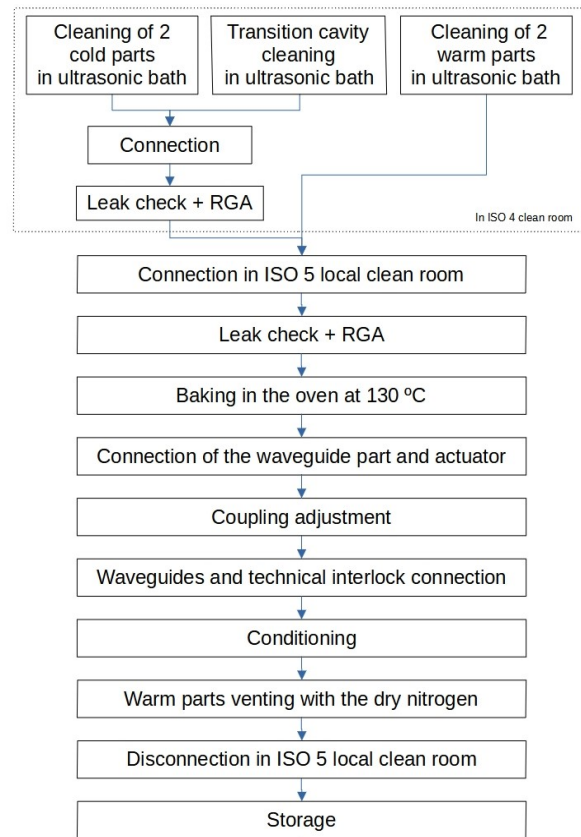 Cleaning of 2
cold parts
in ultrasonic bath
Transition cavity
cleaning
in ultrasonic bath
Cleaning of 2
warm parts
in ultrasonic bath
Connection
Leak check + RGA
In ISO 4 clean room
Connection in ISO 5 local clean room
Leak check + RGA
Baking in the oven at 130 ºC
Connection of the waveguide part and actuator
Coupling adjustment
Waveguides and technical interlock connection
Conditioning
Warm parts venting with the dry nitrogen
Disconnection in ISO 5 local clean room
Storage